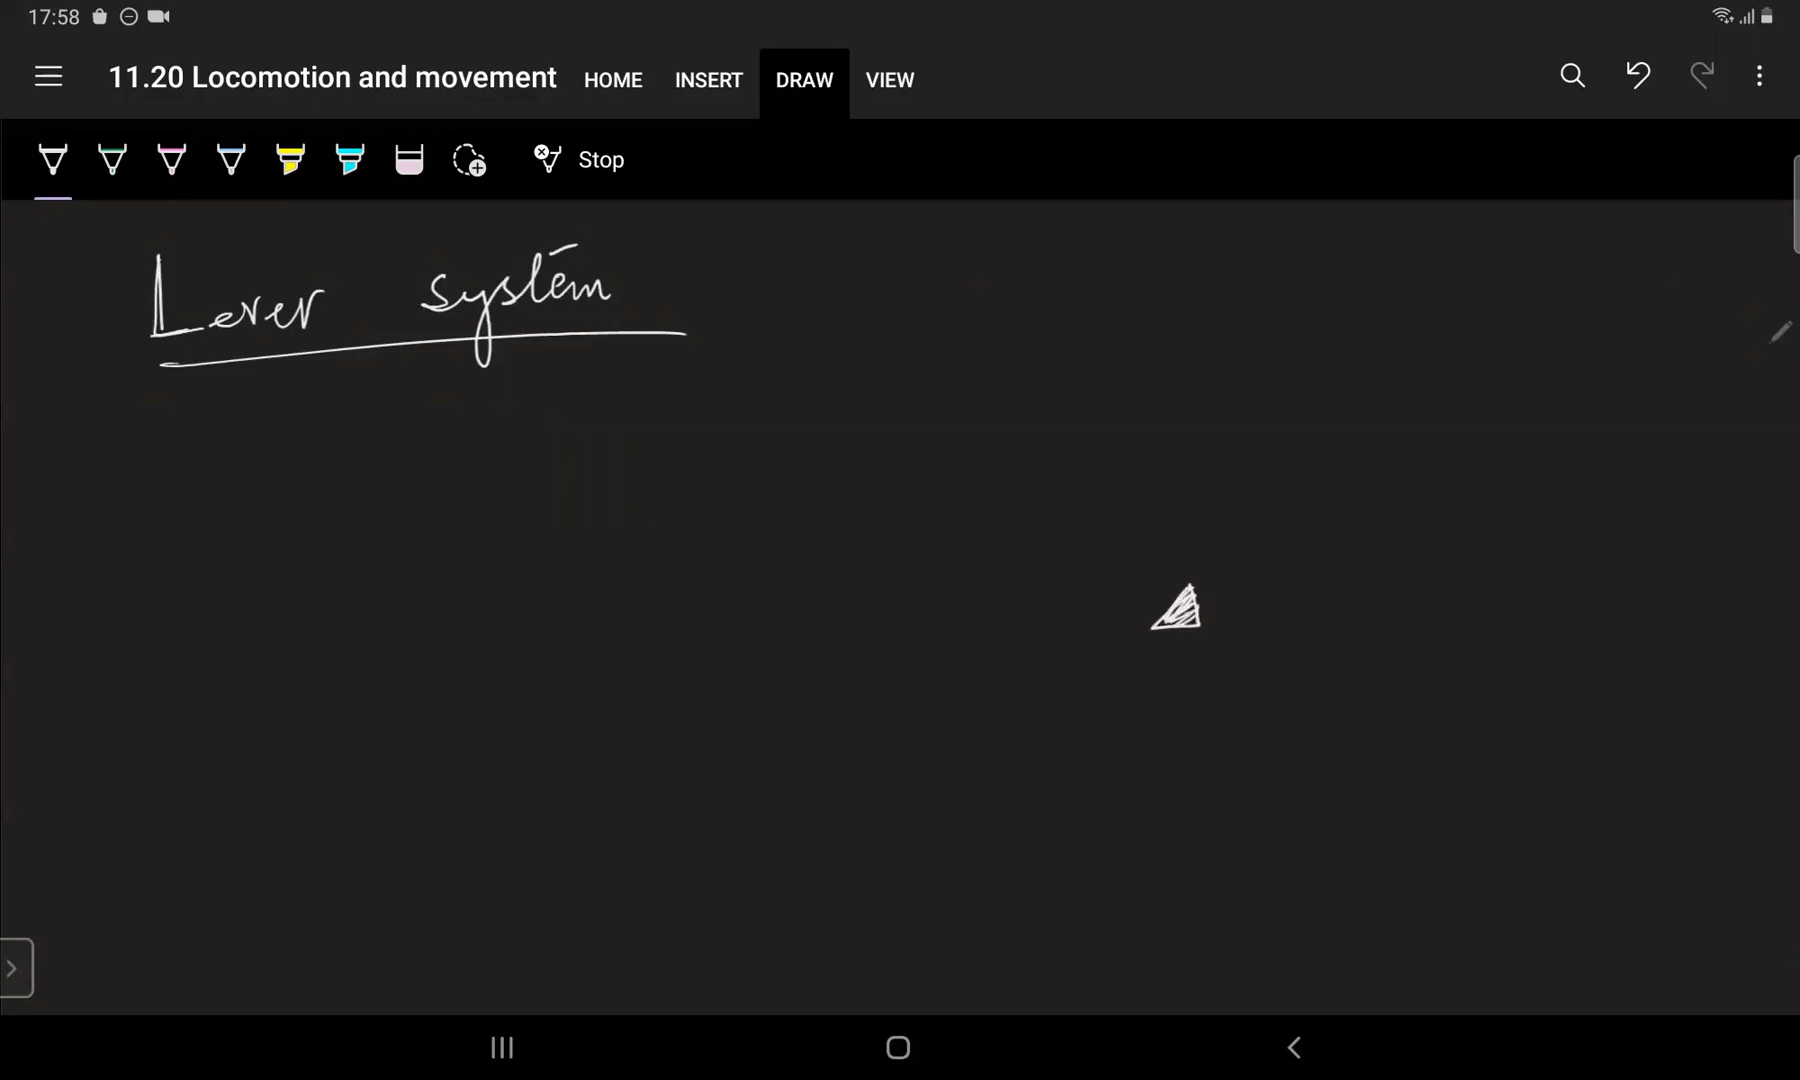 17:58
11.20 Locomotion and movement HOME INSERT DRAW VIEW
Stop
Lever system